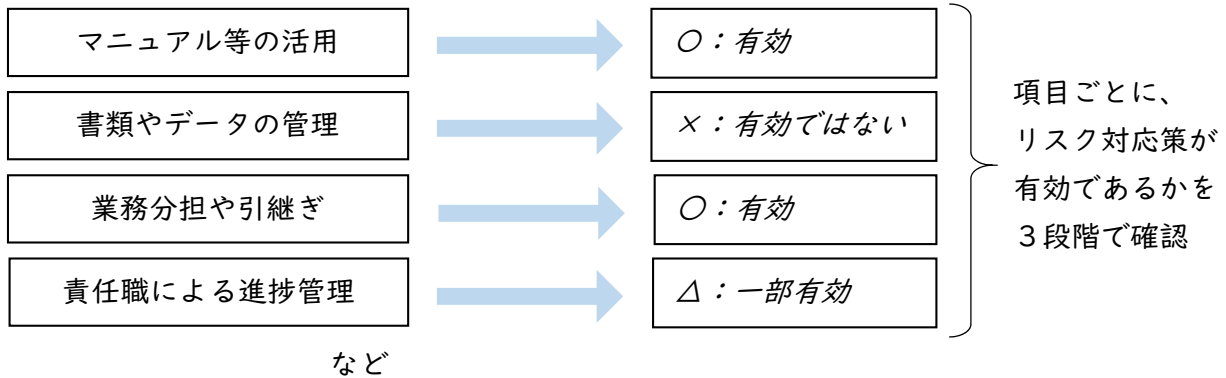 マニュアル等の活用
○：有効
書類やデータの管理
×：有効ではない
業務分担や引継ぎ
○：有効
責任職による進捗管理
△：一部有効
など
項目ごとに、
リスク対応策が
有効であるかを
３段階で確認